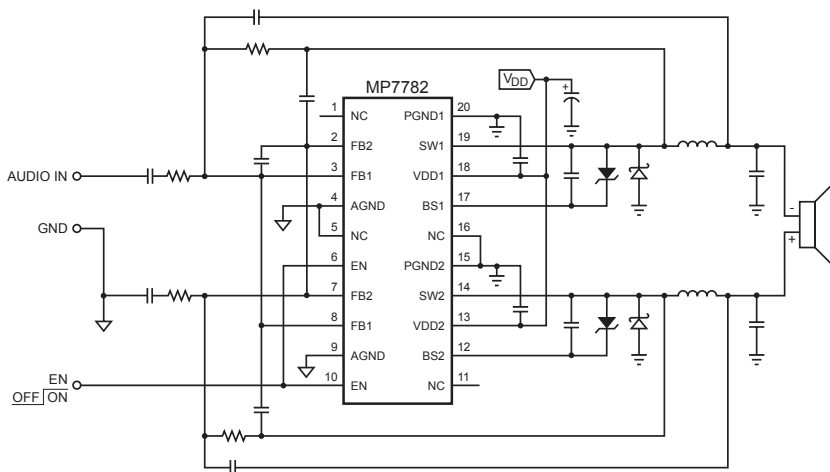 MP7782
VDD
+
1 NC PGND1 20
2 FB2 SW1 19
AUDIO IN
3 FB1 VDD1 18
4 AGND BS1 17
GND
5 NC NC 16
6 EN PGND2 15
7 FB2 SW2 14
8 FB1 VDD2 13
9 AGND BS2 12
10 EN NC 11
EN
OFF ON
-
+